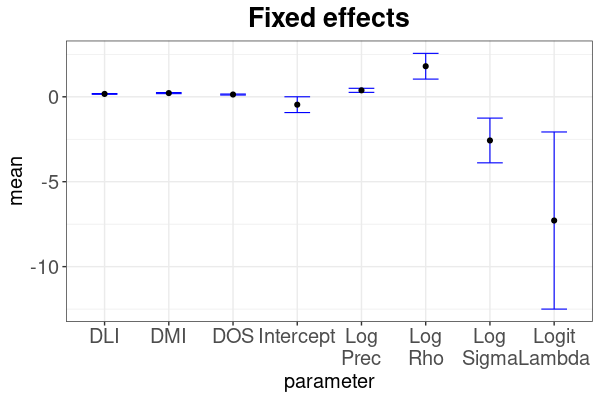 Fixed effects
mean
0
-5
-10
DLI DMI DOS Intercept Log Log Log Logit
Prec Rho Sigma Lambda
parameter